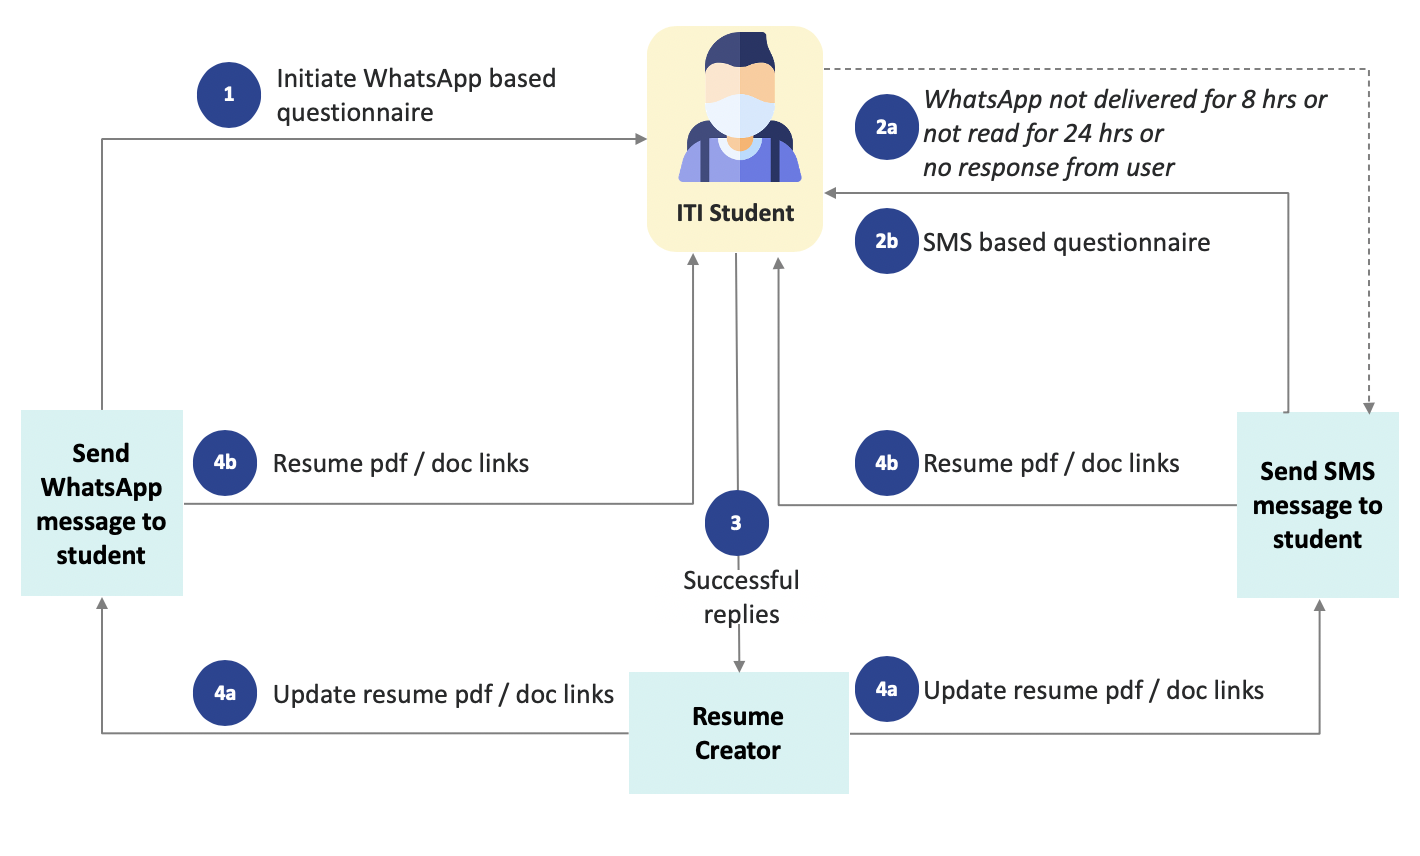 1
Initiate WhatsApp based
questionnaire
ITI Student
2a
WhatsApp not delivered for 8 hrs or
not read for 24 hrs or
no response from user
2b
SMS based questionnaire
Send
WhatsApp
message to
student
4b
Resume pdf / doc links
3
Successful
replies
4b
Resume pdf / doc links
Send SMS
message to
student
4a
Update resume pdf / doc links
Resume
Creator
4a
Update resume pdf / doc links